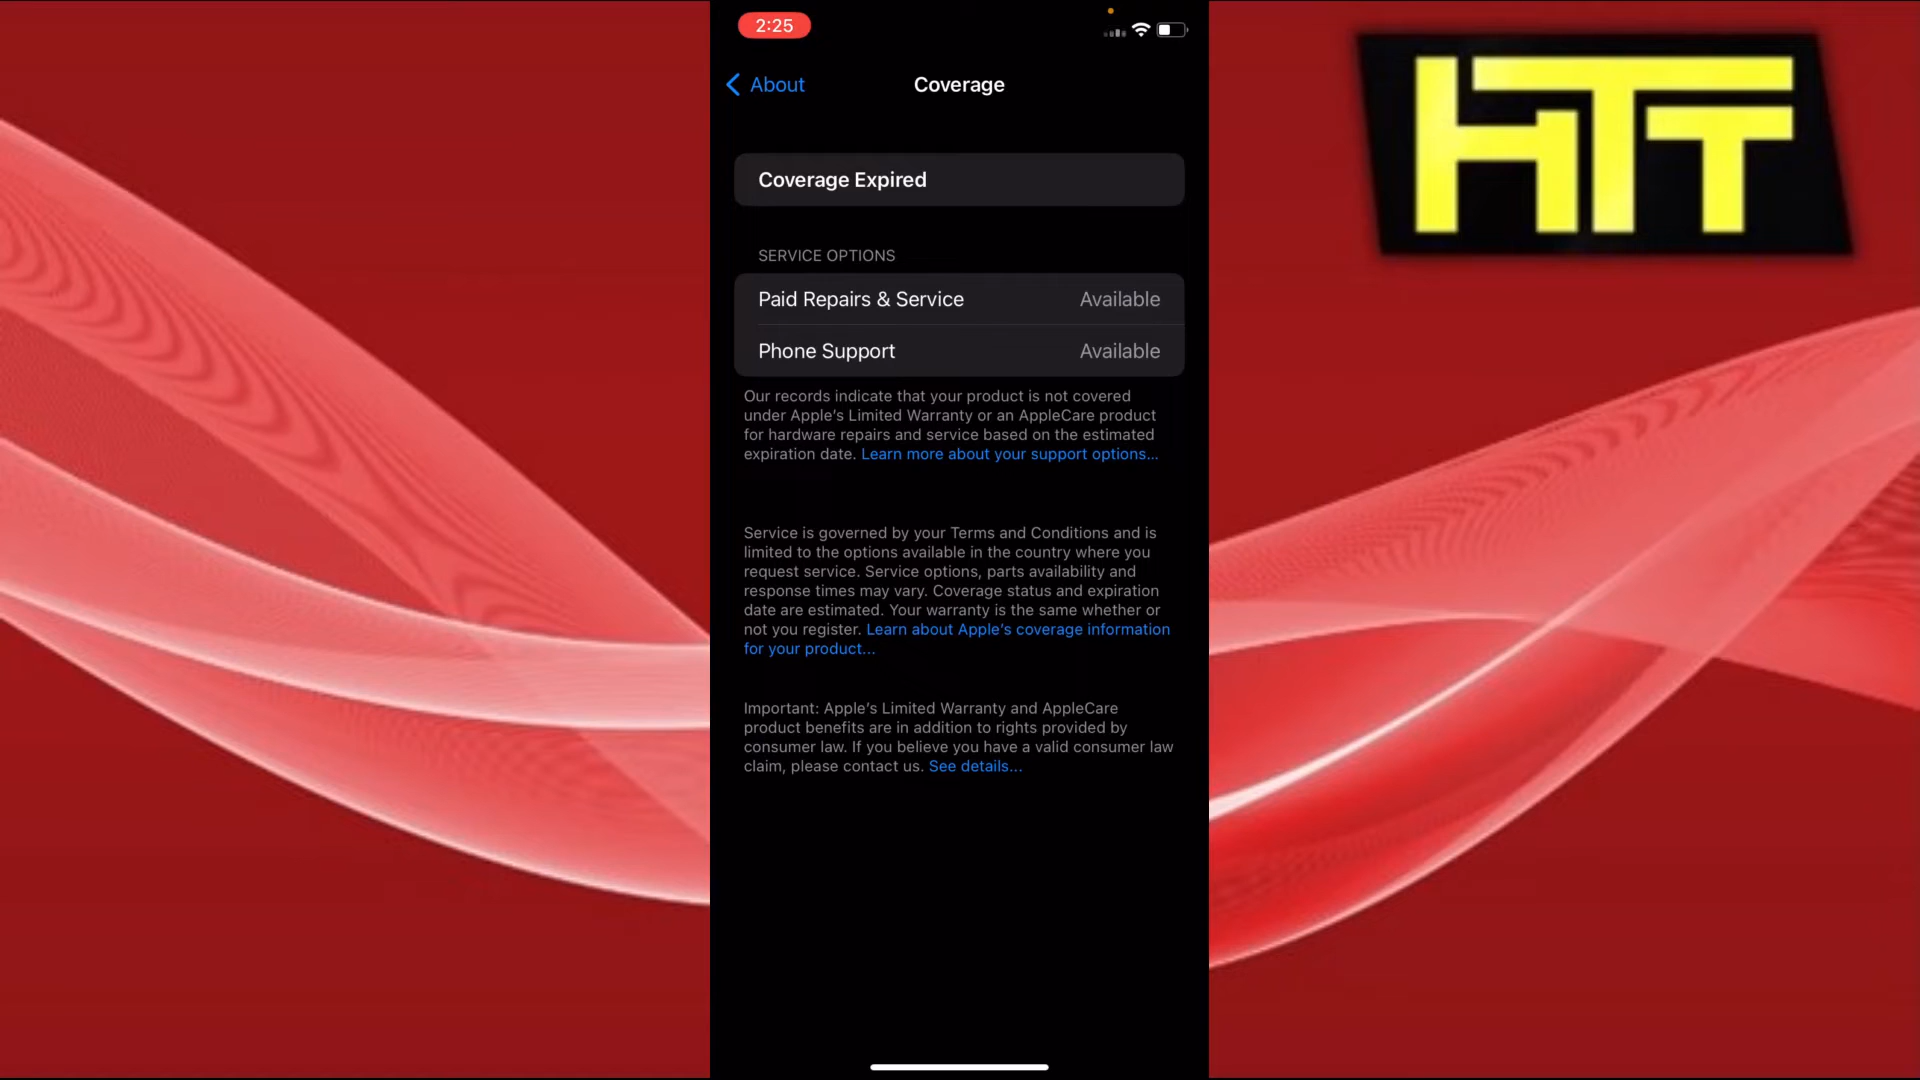 2:25
About
Coverage
HTT
Coverage Expired
SERVICE OPTIONS
Paid Repairs & Service Available
Phone Support Available
Our records indicate that your product is not covered
under Apple's Limited Warranty or an AppleCare product
for hardware repairs and service based on the estimated
expiration date. Learn more about your support options...
Service is governed by your Terms and Conditions and is
limited to the options available in the country where you
request service. Service options, parts availability and
response times may vary. Coverage status and expiration
date are estimated. Your warranty is the same whether or
not you register. Learn about Apple's coverage information
for your product...
Important: Apple's Limited Warranty and AppleCare
product benefits are in addition to rights provided by
consumer law. If you believe you have a valid consumer law
claim, please contact us. See details...